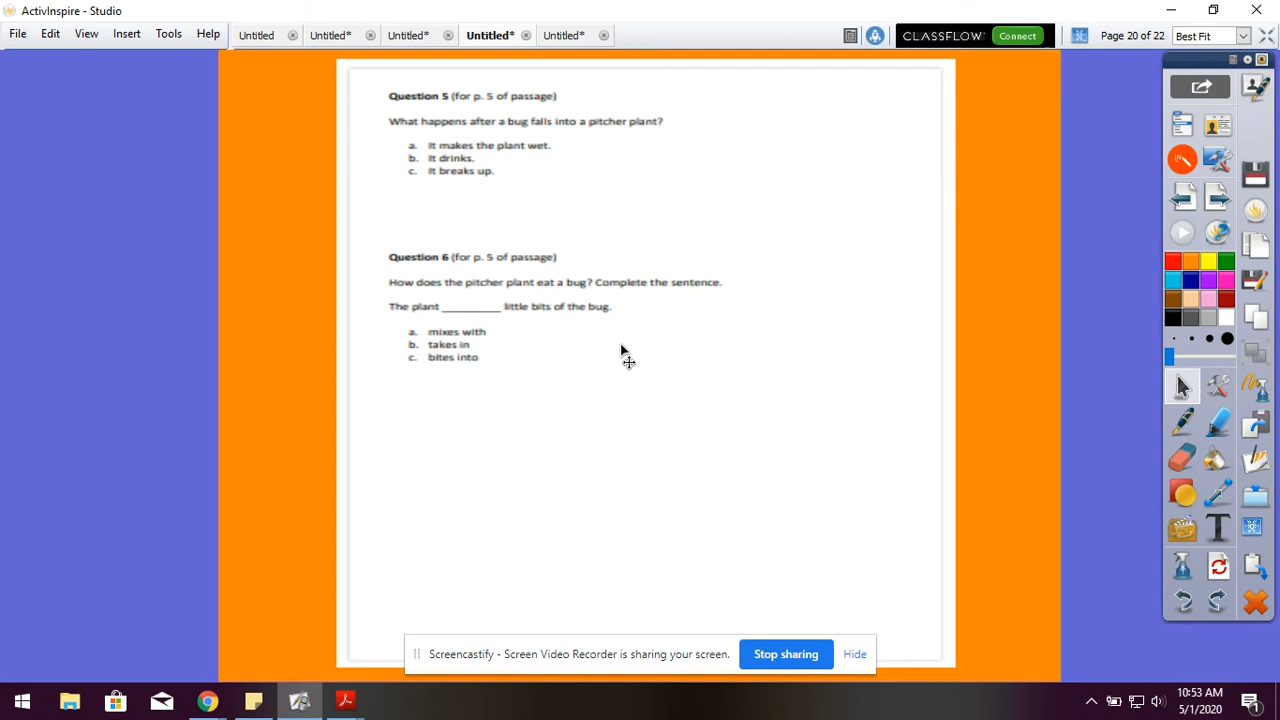 ActivInspire - Studio
File Edit View Insert Tools Help Untitled Untitled* Untitled* Untitled* Untitled* CLASSFLOW Connect Page 20 of 22 Best Fit
Question 5 (for p. 5 of passage)
What happens after a bug falls into a pitcher plant?
a. It makes the plant wet.
b. It drinks.
c. It breaks up.
Question 6 (for p. 5 of passage)
How does the pitcher plant eat a bug? Complete the sentence.
The plant __________ little bits of the bug.
a. mixes with
b. takes in
c. bites into
Screencastify - Screen Video Recorder is sharing your screen. Stop sharing Hide
10:53 AM
5/1/2020
1